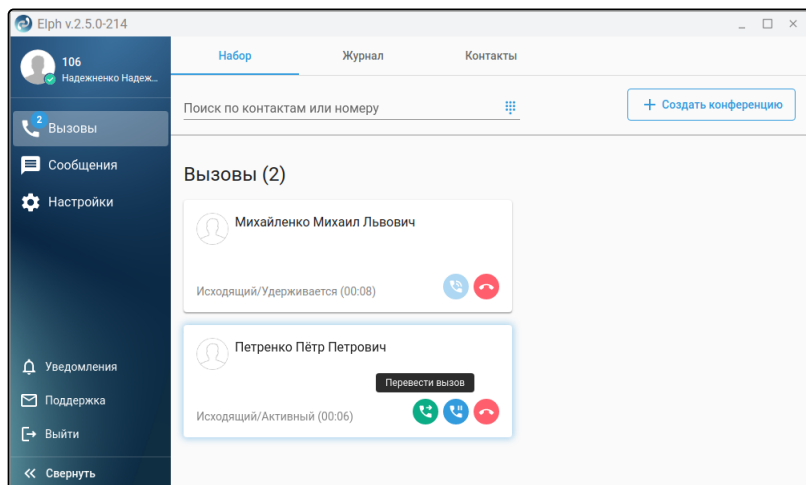 Elph v.2.5.0-214
106
Надежненко Надеж...
2
Вызовы
Сообщения
Настройки
Уведомления
Поддержка
Выйти
Свернуть
Набор
Журнал
Контакты
Поиск по контактам или номеру
Создать конференцию
Вызовы (2)
Михайленко Михаил Львович
Исходящий/Удерживается (00:08)
Петренко Пётр Петрович
Перевести вызов
Исходящий/Активный (00:06)